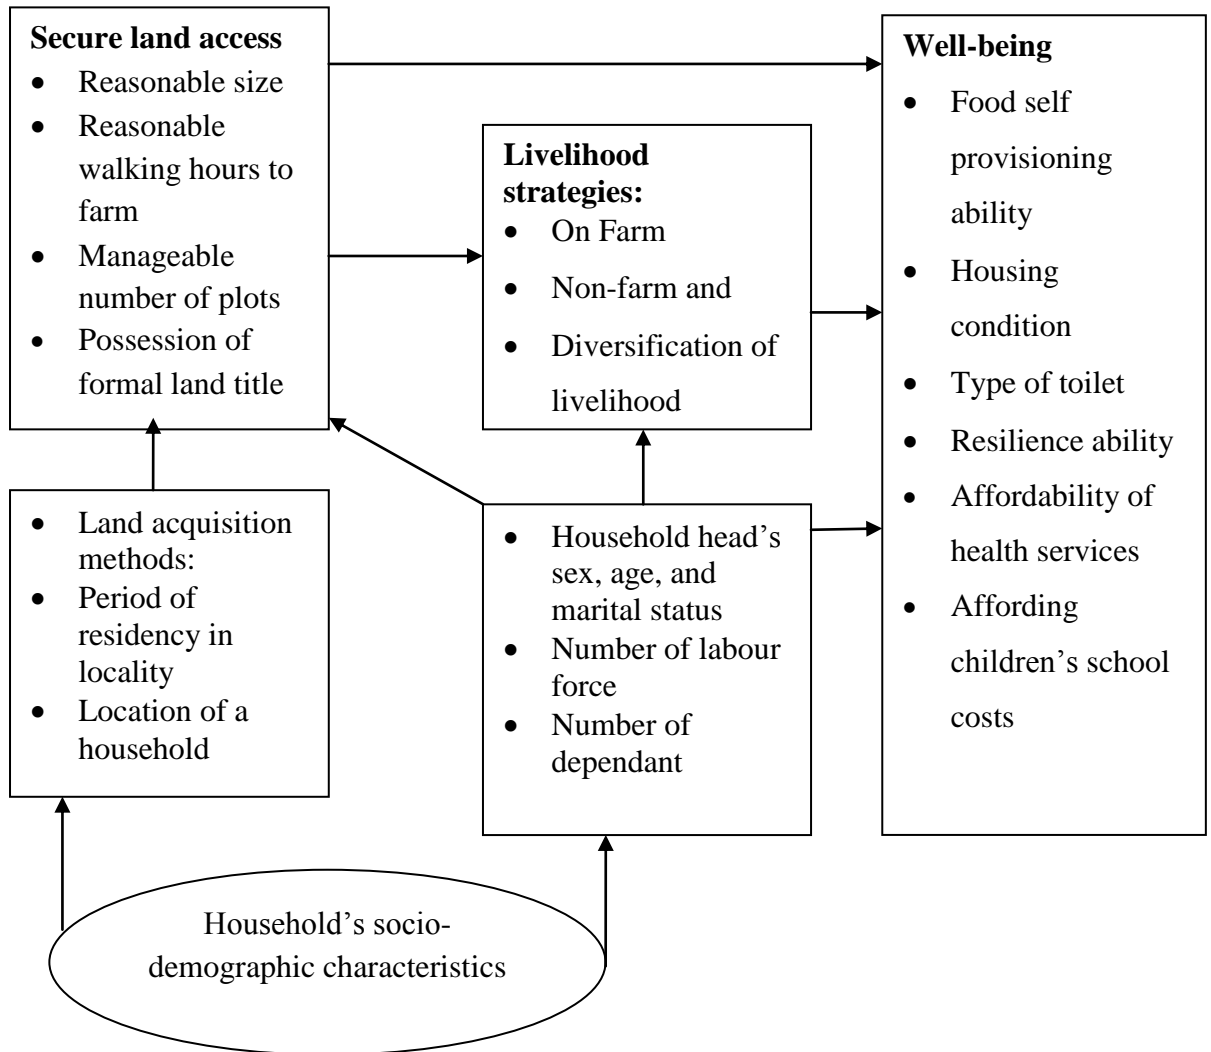 Secure land access
• Reasonable size
• Reasonable
walking hours to
farm
• Manageable
number of plots
• Possession of
formal land title
Livelihood
strategies:
• On Farm
• Non-farm and
• Diversification of
livelihood
Well-being
• Food self
provisioning
ability
• Housing
condition
• Type of toilet
• Resilience ability
• Affordability of
health services
• Affording
children’s school
costs
• Land acquisition
methods:
• Period of
residency in
locality
• Location of a
household
• Household head’s
sex, age, and
marital status
• Number of labour
force
• Number of
dependant
Household’s socio-
demographic characteristics